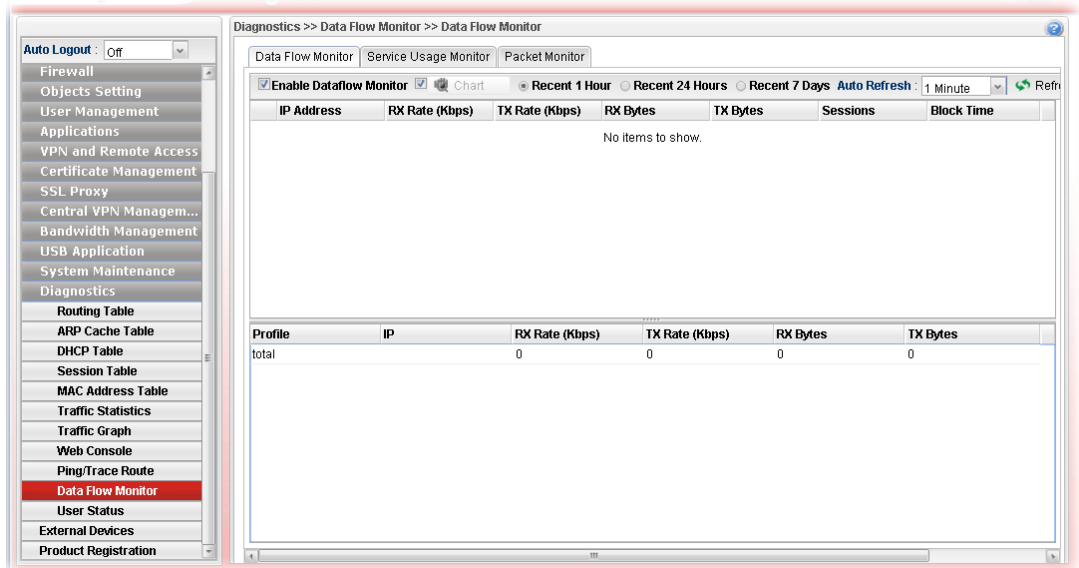 Diagnostics >> Data Flow Monitor >> Data Flow Monitor
Auto Logout : Off
Firewall
Objects Setting
User Management
Applications
VPN and Remote Access
Certificate Management
SSL Proxy
Central VPN Managem...
Bandwidth Management
USB Application
System Maintenance
Diagnostics
Routing Table
ARP Cache Table
DHCP Table
Session Table
MAC Address Table
Traffic Statistics
Traffic Graph
Web Console
Ping/Trace Route
Data Flow Monitor
User Status
External Devices
Product Registration
Data Flow Monitor Service Usage Monitor Packet Monitor
Enable Dataflow Monitor Chart Recent 1 Hour Recent 24 Hours Recent 7 Days Auto Refresh : 1 Minute Refr
IP Address RX Rate (Kbps) TX Rate (Kbps) RX Bytes TX Bytes Sessions Block Time
No items to show.
Profile IP RX Rate (Kbps) TX Rate (Kbps) RX Bytes TX Bytes
total 0 0 0 0